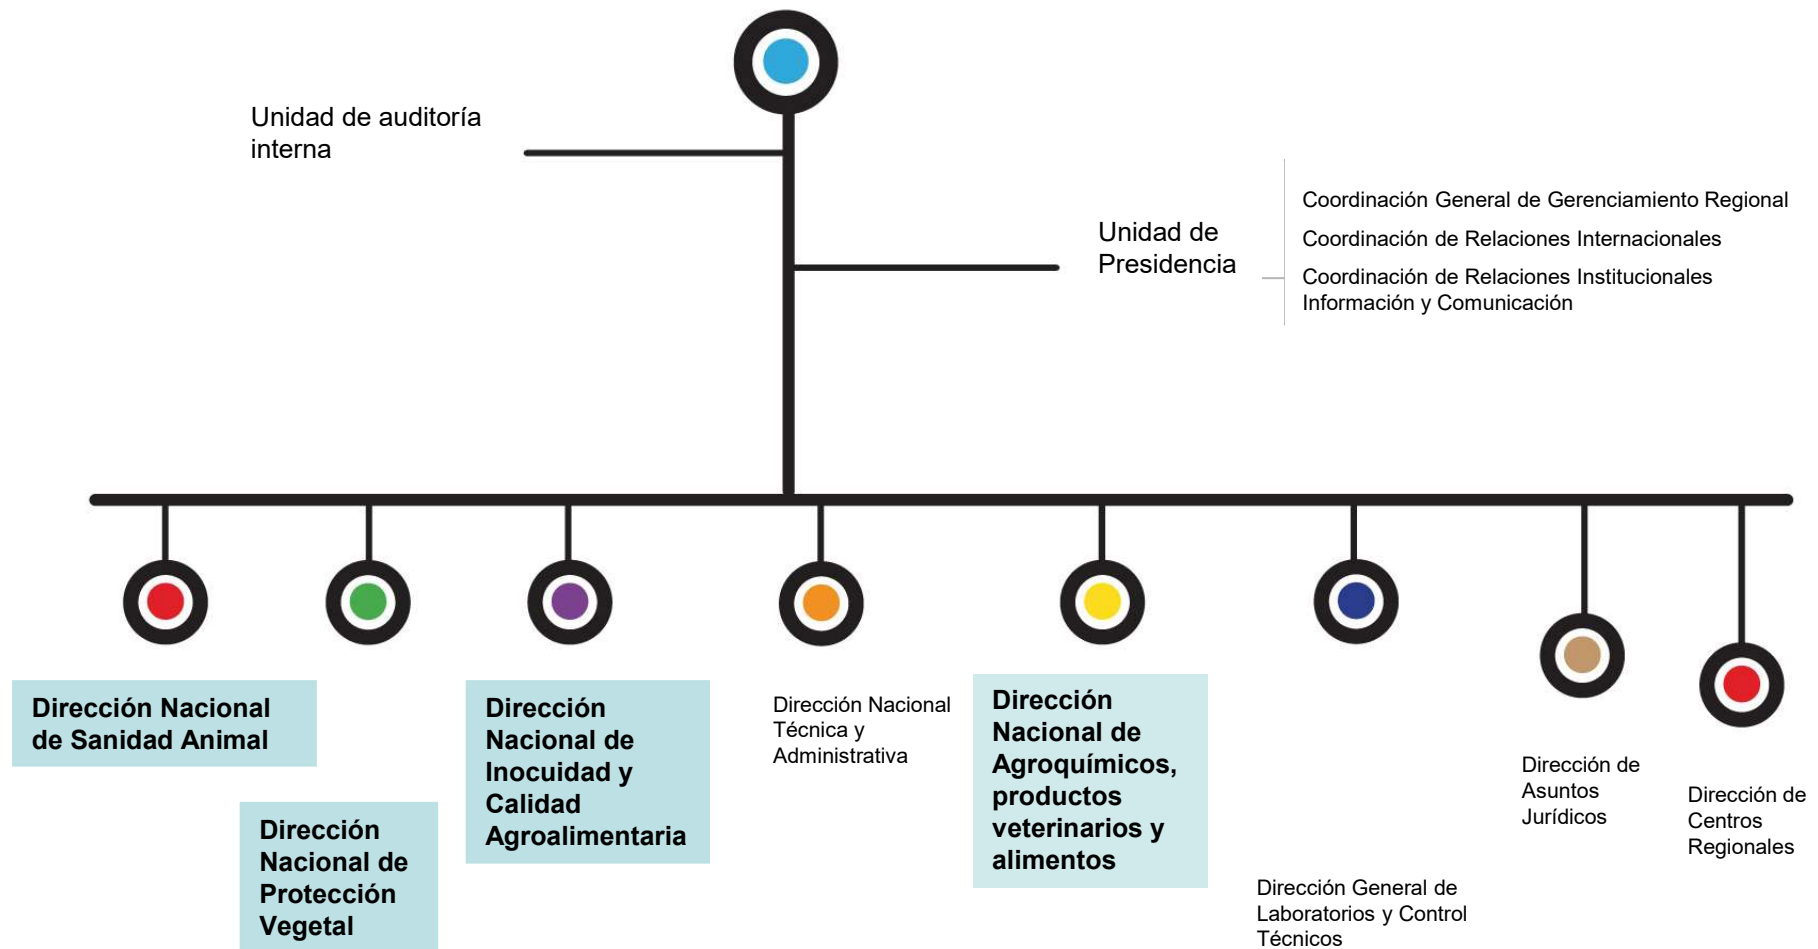 Unidad de auditoría
interna
Unidad de
Presidencia
Coordinación General de Gerenciamiento Regional
Coordinación de Relaciones Internacionales
Coordinación de Relaciones Institucionales
Información y Comunicación
Dirección Nacional
de Sanidad Animal
Dirección
Nacional de
Protección
Vegetal
Dirección
Nacional de
Inocuidad y
Calidad
Agroalimentaria
Dirección Nacional
Técnica y
Administrativa
Dirección
Nacional de
Agroquímicos,
productos
veterinarios y
alimentos
Dirección General de
Laboratorios y Control
Técnicos
Dirección de
Asuntos
Jurídicos
Dirección de
Centros
Regionales